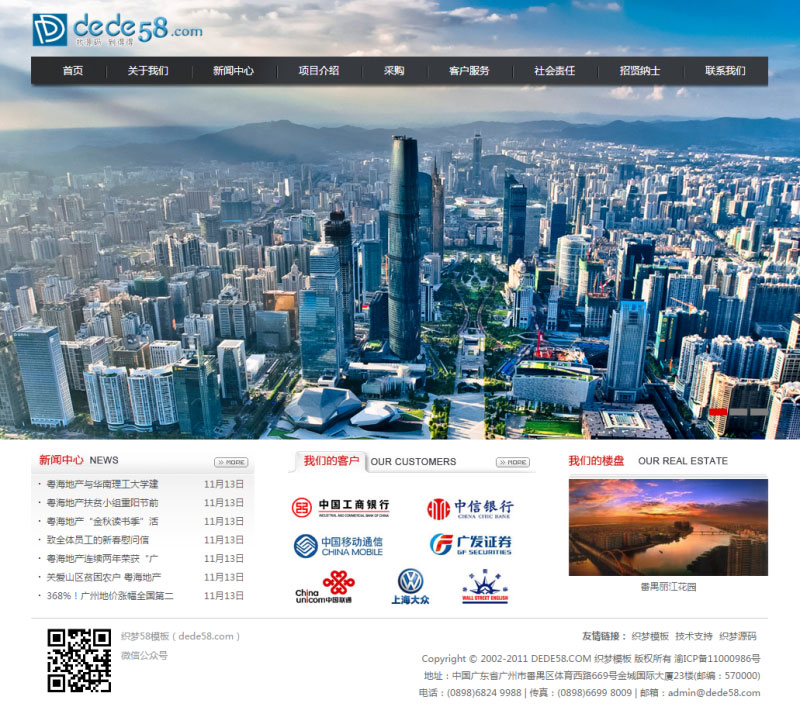 dede58.com
找源码 到得得
首页 关于我们 新闻中心 项目介绍 采购 客户服务 社会责任 招贤纳士 联系我们
新闻中心 NEWS >> MORE
· 粤海地产与华南理工大学建 11月13日
· 粤海地产扶贫小组重阳节前 11月13日
· 粤海地产“金秋读书季”活 11月13日
· 致全体员工的新春慰问信 11月13日
· 粤海地产连续两年荣获“广 11月13日
· 关爱山区贫困农户 粤海地产 11月13日
· 368%！广州地价涨幅全国第二 11月13日
我们的客户 OUR CUSTOMERS >> MORE
中国工商银行
INDUSTRIAL AND COMMERCIAL BANK OF CHINA
中信银行
CHINA CITIC BANK
中国移动通信
CHINA MOBILE
广发证券
GF SECURITIES
China unicom中国联通
上海大众
WALL STREET ENGLISH
我们的楼盘 OUR REAL ESTATE
番禺丽江花园
织梦58模板（dede58.com）
微信公众号
友情链接： 织梦模板 技术支持 织梦源码
Copyright © 2002-2011 DEDE58.COM 织梦模板 版权所有 渝ICP备11000986号
地址：中国广东省广州市番禺区体育西路669号金城国际大厦23楼(邮编：570000)
电话：(0898)6824 9988 | 传真：(0898)6699 8009 | 邮箱：admin@dede58.com